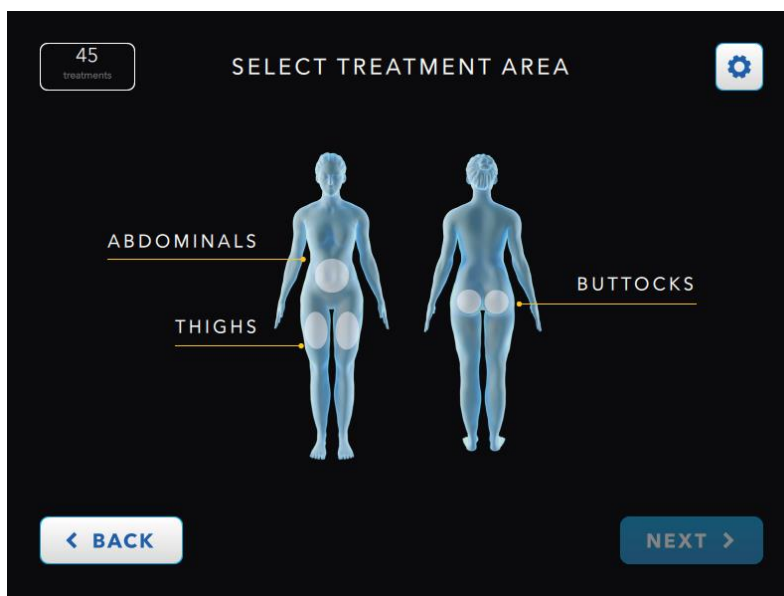 45
treatments
SELECT TREATMENT AREA
ABDOMINALS
THIGHS
BUTTOCKS
BACK
NEXT